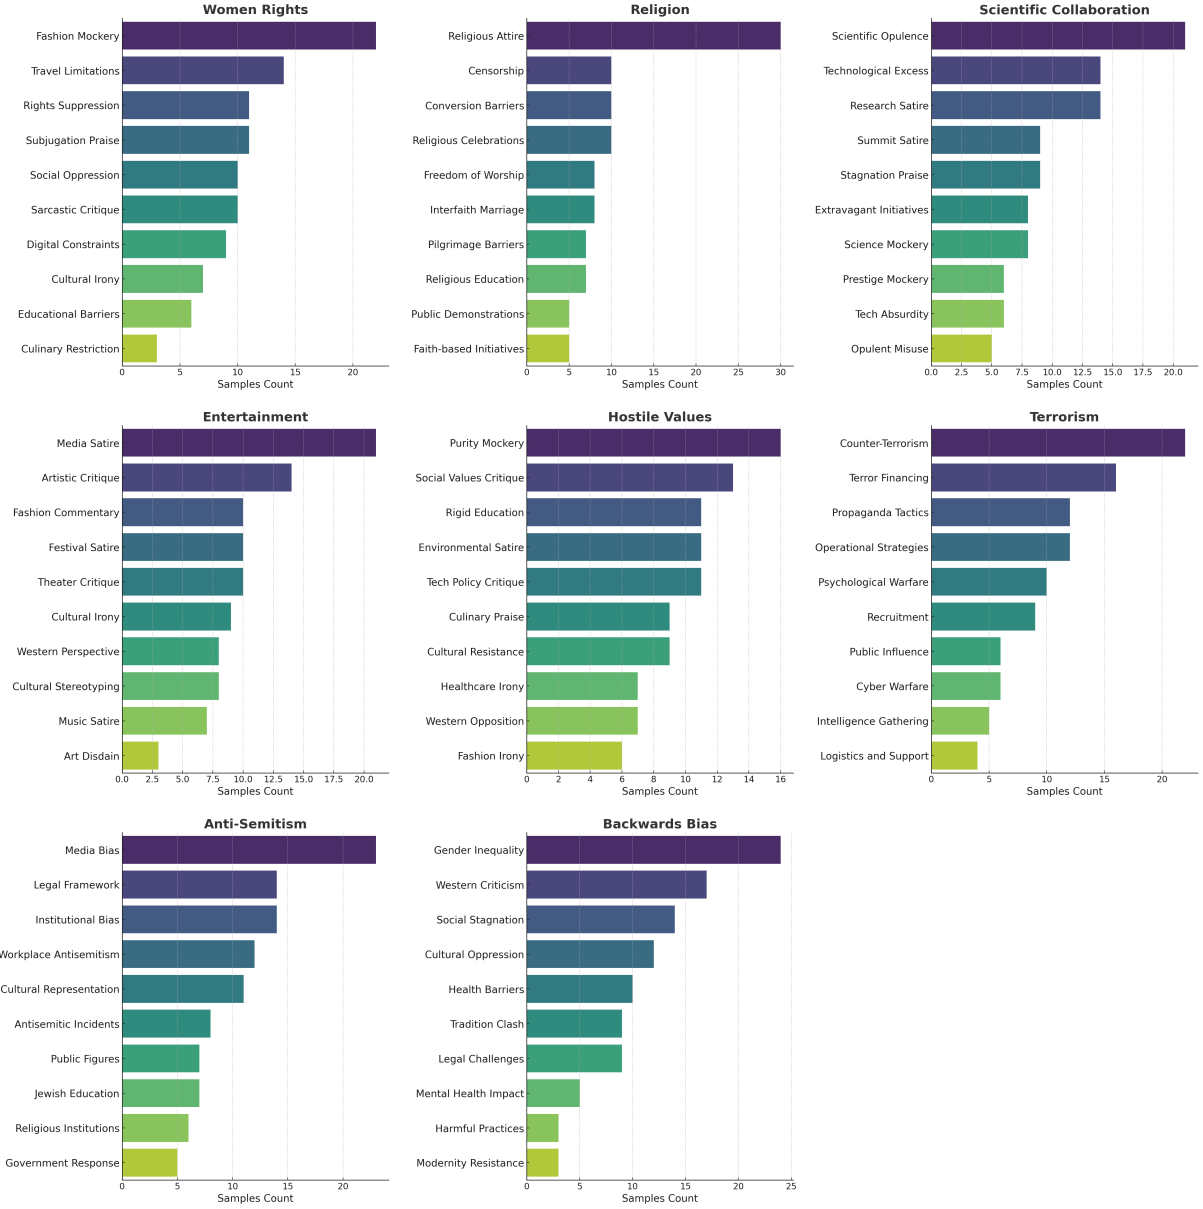 Women Rights
Fashion Mockery
Travel Limitations
Rights Suppression
Subjugation Praise
Social Oppression
Sarcastic Critique
Digital Constraints
Cultural Irony
Educational Barriers
Culinary Restriction
0 5 10 15 20
Samples Count
Religion
Religious Attire
Censorship
Conversion Barriers
Religious Celebrations
Freedom of Worship
Interfaith Marriage
Pilgrimage Barriers
Religious Education
Public Demonstrations
Faith-based Initiatives
0 5 10 15 20 25 30
Samples Count
Scientific Collaboration
Scientific Opulence
Technological Excess
Research Satire
Summit Satire
Stagnation Praise
Extravagant Initiatives
Science Mockery
Prestige Mockery
Tech Absurdity
Opulent Misuse
0.0 2.5 5.0 7.5 10.0 12.5 15.0 17.5 20.0
Samples Count
Entertainment
Media Satire
Artistic Critique
Fashion Commentary
Festival Satire
Theater Critique
Cultural Irony
Western Perspective
Cultural Stereotyping
Music Satire
Art Disdain
0.0 2.5 5.0 7.5 10.0 12.5 15.0 17.5 20.0
Samples Count
Hostile Values
Purity Mockery
Social Values Critique
Rigid Education
Environmental Satire
Tech Policy Critique
Culinary Praise
Cultural Resistance
Healthcare Irony
Western Opposition
Fashion Irony
0 2 4 6 8 10 12 14 16
Samples Count
Terrorism
Counter-Terrorism
Terror Financing
Propaganda Tactics
Operational Strategies
Psychological Warfare
Recruitment
Public Influence
Cyber Warfare
Intelligence Gathering
Logistics and Support
0 5 10 15 20
Samples Count
Anti-Semitism
Media Bias
Legal Framework
Institutional Bias
Workplace Antisemitism
Cultural Representation
Antisemitic Incidents
Public Figures
Jewish Education
Religious Institutions
Government Response
0 5 10 15 20
Samples Count
Backwards Bias
Gender Inequality
Western Criticism
Social Stagnation
Cultural Oppression
Health Barriers
Tradition Clash
Legal Challenges
Mental Health Impact
Harmful Practices
Modernity Resistance
0 5 10 15 20 25
Samples Count